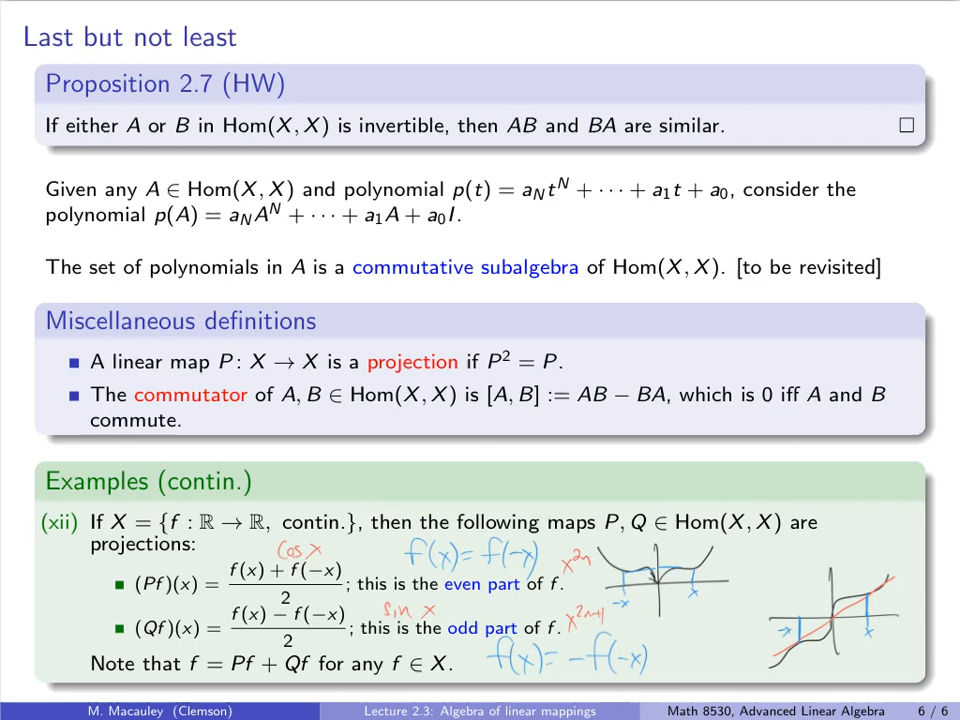 Last but not least
Proposition 2.7 (HW)
If either A or B in Hom(X, X) is invertible, then AB and BA are similar. □
Given any A ∈ Hom(X, X) and polynomial p(t) = a_N t^N + ⋯ + a_1 t + a_0, consider the
polynomial p(A) = a_N A^N + ⋯ + a_1 A + a_0 I.
The set of polynomials in A is a commutative subalgebra of Hom(X, X). [to be revisited]
Miscellaneous definitions
■ A linear map P: X → X is a projection if P² = P.
■ The commutator of A, B ∈ Hom(X, X) is [A, B] := AB − BA, which is 0 iff A and B
commute.
Examples (contin.)
(xii) If X = {f : ℝ → ℝ, contin.}, then the following maps P, Q ∈ Hom(X, X) are
projections:
cos x
f(x) = f(-x)
x^{2n}
■ (Pf)(x) = (f(x) + f(−x))/2; this is the even part of f.
-x x
sin x
x^{2n+1}
■ (Qf)(x) = (f(x) − f(−x))/2; this is the odd part of f.
-x x
Note that f = Pf + Qf for any f ∈ X.
f(x) = -f(-x)
M. Macauley (Clemson) Lecture 2.3: Algebra of linear mappings Math 8530, Advanced Linear Algebra 6 / 6